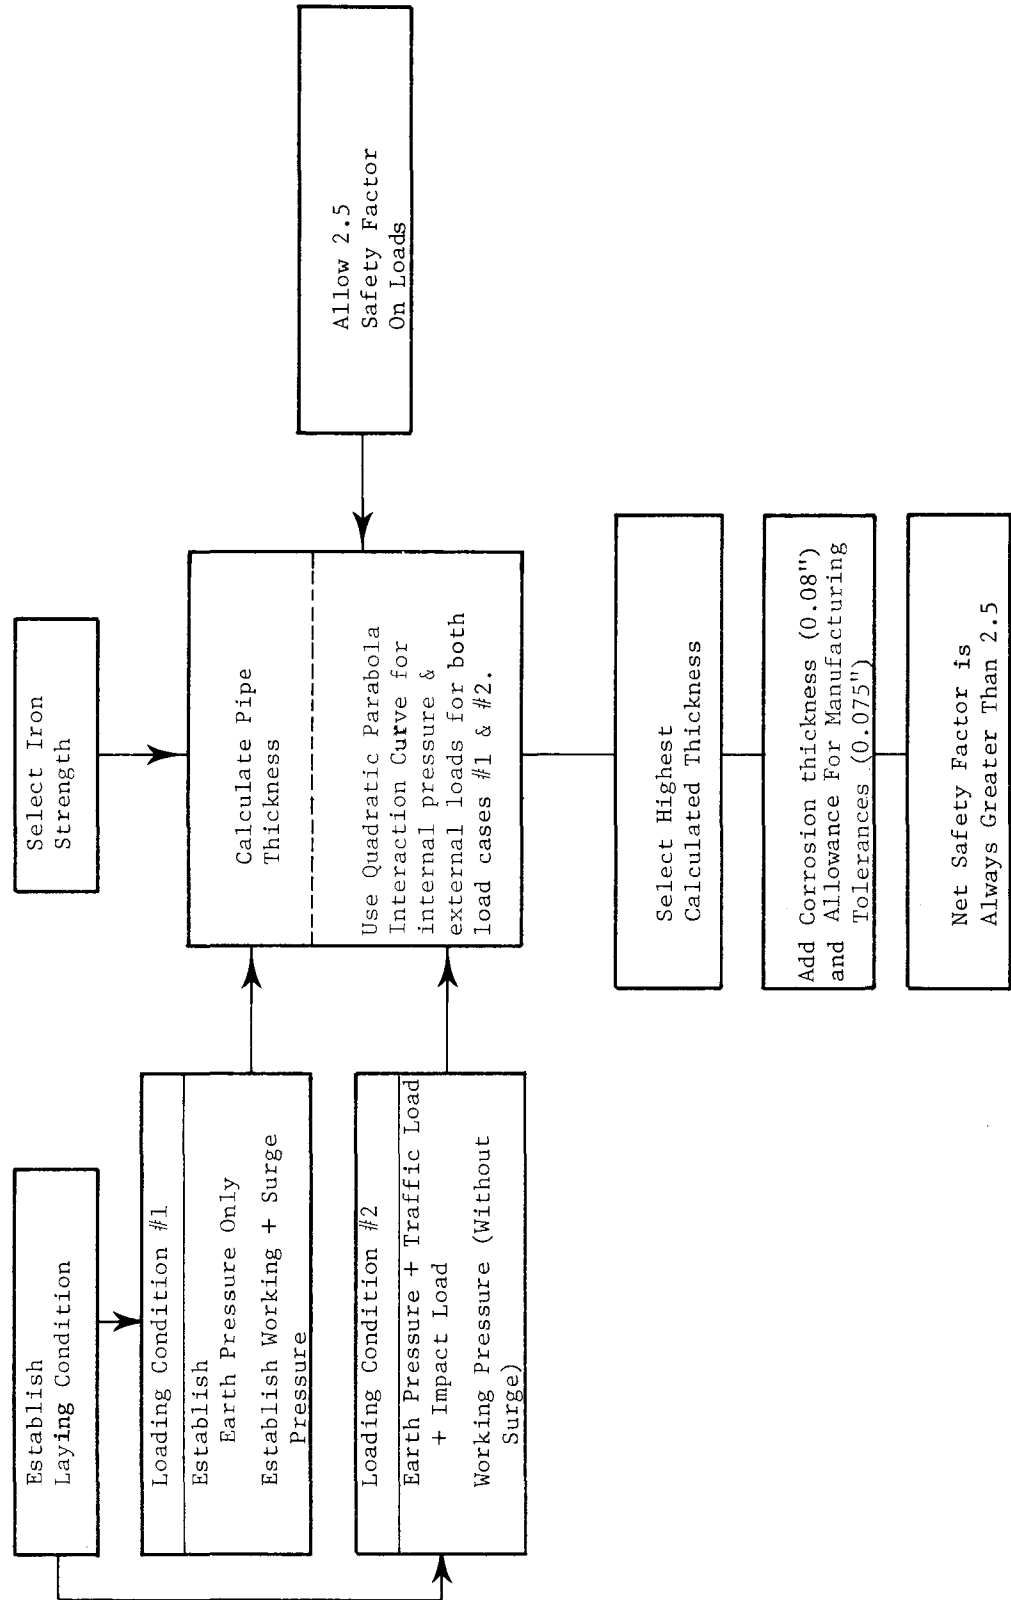 Establish
Laying Condition
Loading Condition #1
Establish
Earth Pressure Only
Establish Working + Surge
Pressure
Loading Condition #2
Earth Pressure + Traffic Load
+ Impact Load
Working Pressure (Without
Surge)
Select Iron
Strength
Calculate Pipe
Thickness
Use Quadratic Parabola
Interaction Curve for
internal pressure &
external loads for both
load cases #1 & #2.
Allow 2.5
Safety Factor
On Loads
Select Highest
Calculated Thickness
Add Corrosion thickness (0.08")
and Allowance For Manufacturing
Tolerances (0.075")
Net Safety Factor is
Always Greater Than 2.5